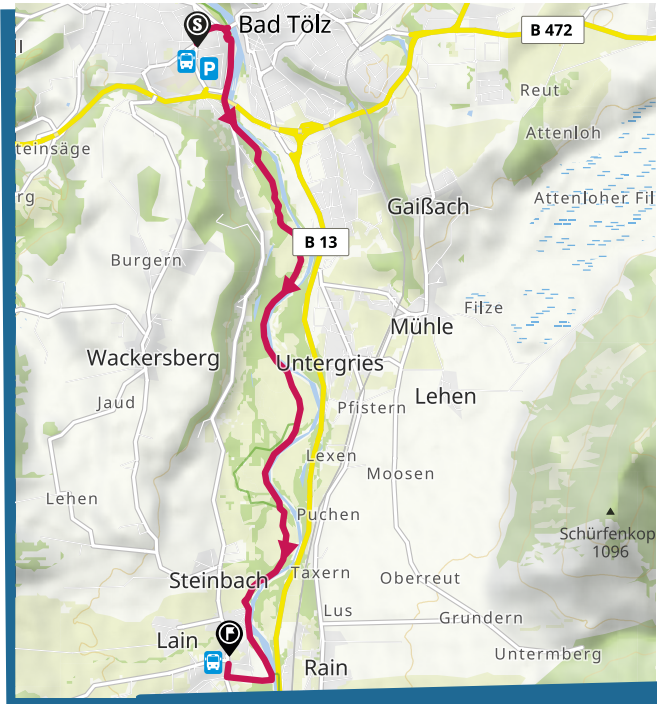 S
Bad Tölz
B 472
P
Reut
Attenloh
teinsäge
rg
Gaißach
Attenloher Fil
B 13
Burgern
Filze
Mühle
Wackersberg
Untergries
Jaud
Pfistern
Lehen
Lexen
Moosen
Lehen
Puchen
Schürfenkop
1096
Steinbach
Taxern
Oberreut
Lus
Grundern
Lain
Untermberg
Rain